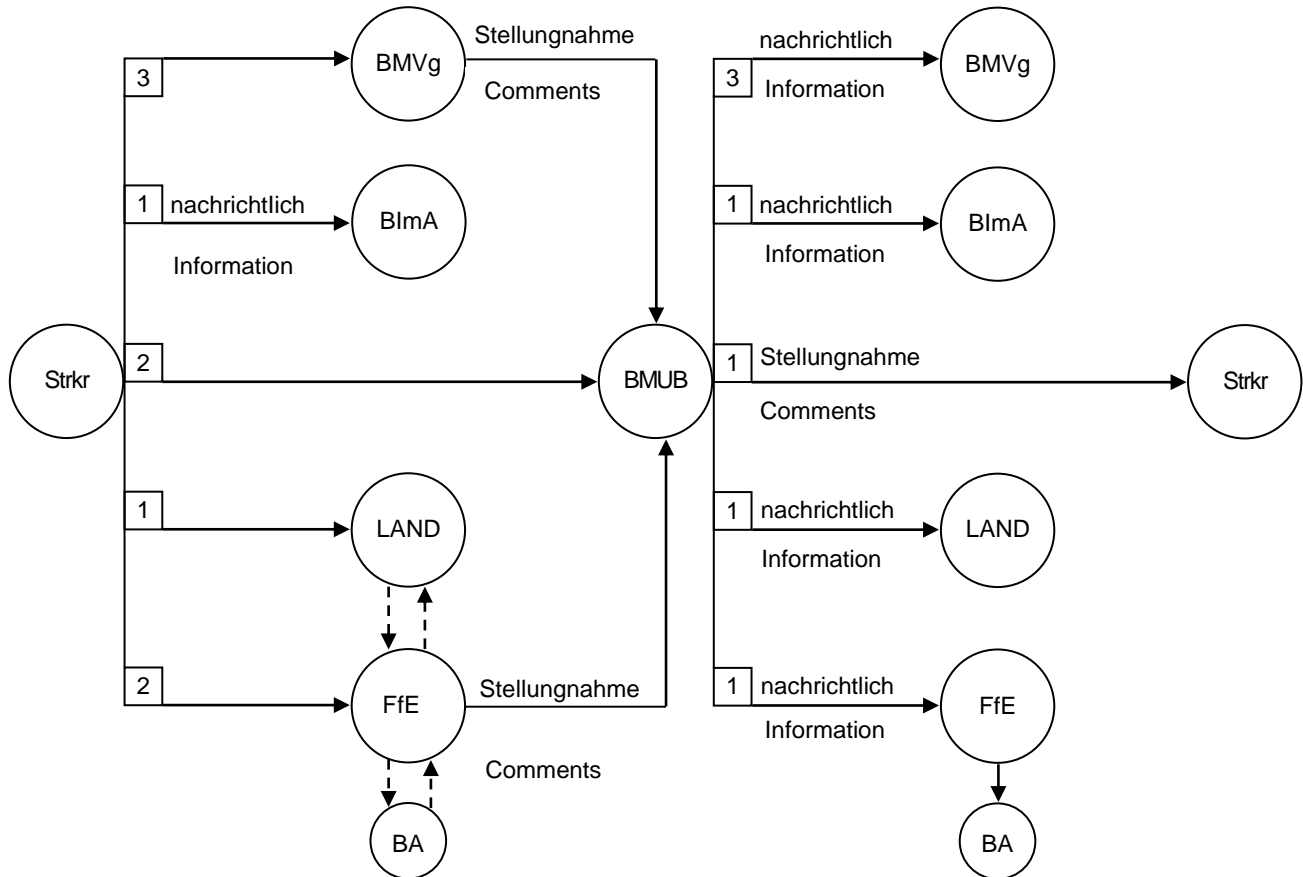 BMVg
Stellungnahme
Comments
3
1
nachrichtlich
Information
BImA
Strkr
2
BMUB
1
LAND
2
FfE
Stellungnahme
Comments
BA
3
nachrichtlich
Information
BMVg
1
nachrichtlich
Information
BImA
1
Stellungnahme
Comments
Strkr
1
nachrichtlich
Information
LAND
1
nachrichtlich
Information
FfE
BA